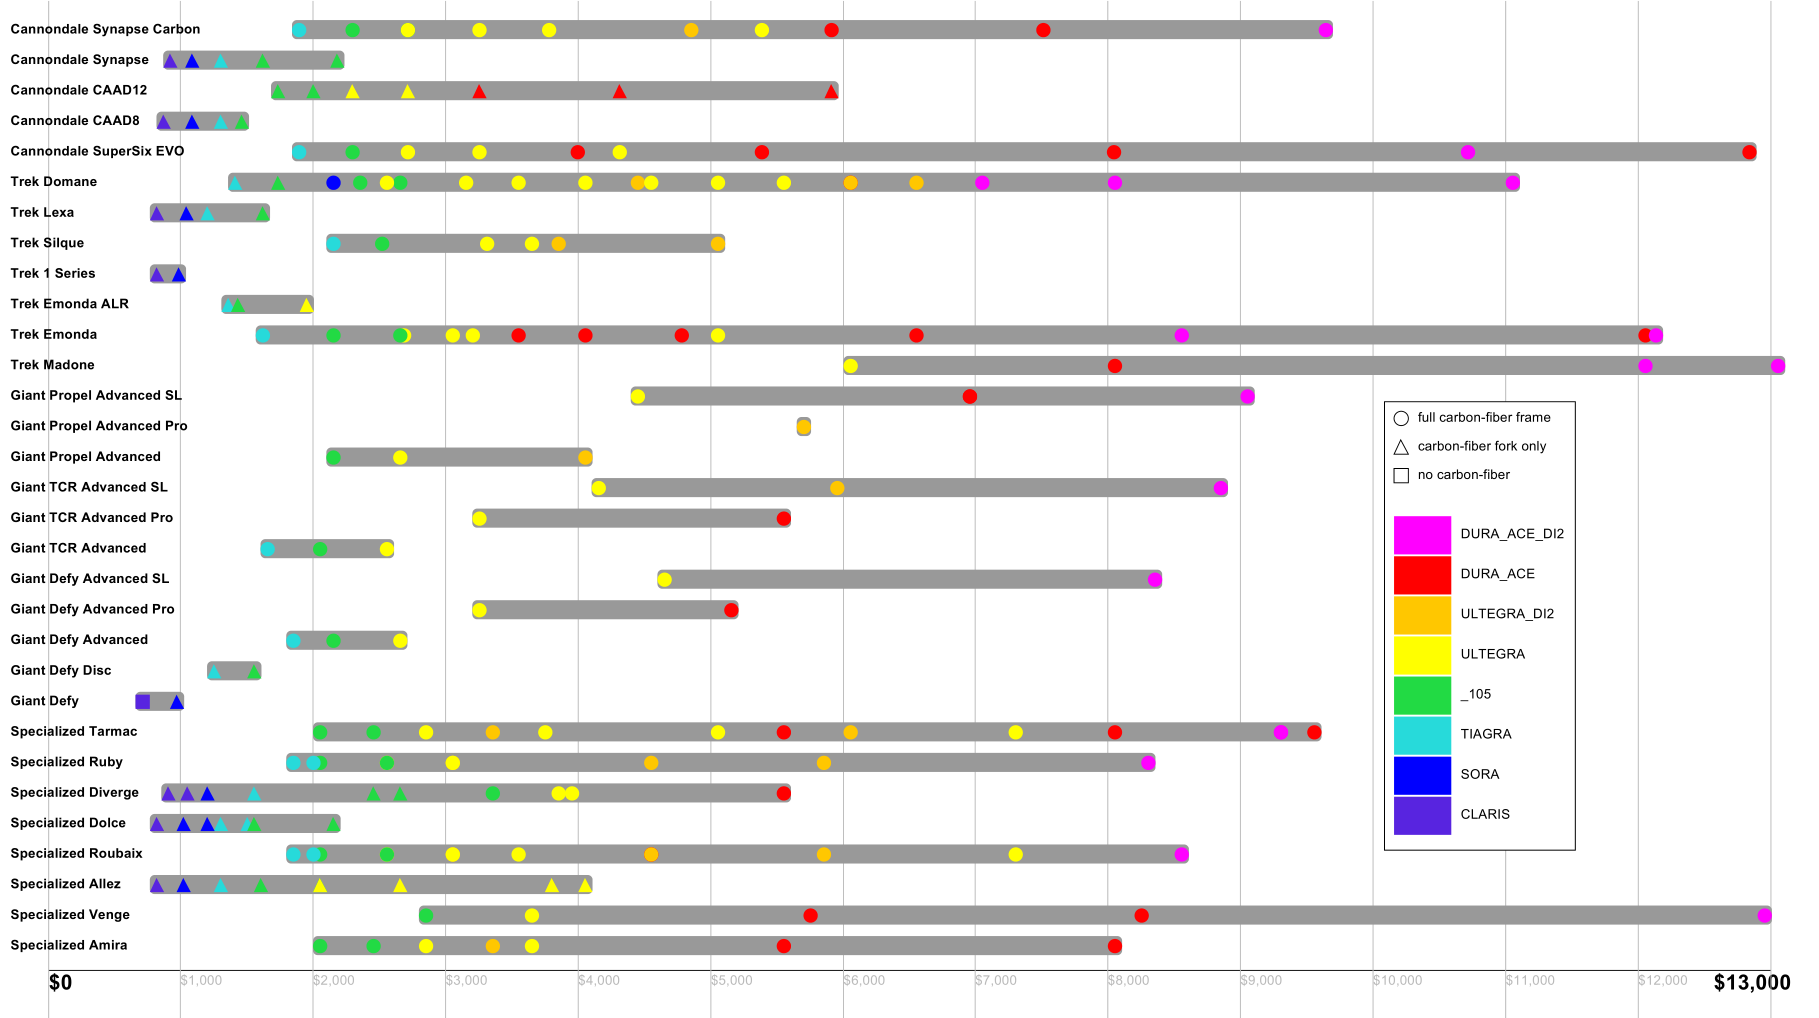 Cannondale Synapse Carbon
Cannondale Synapse
Cannondale CAAD12
Cannondale CAAD8
Cannondale SuperSix EVO
Trek Domane
Trek Lexa
Trek Silque
Trek 1 Series
Trek Emonda ALR
Trek Emonda
Trek Madone
Giant Propel Advanced SL
Giant Propel Advanced Pro
Giant Propel Advanced
Giant TCR Advanced SL
Giant TCR Advanced Pro
Giant TCR Advanced
Giant Defy Advanced SL
Giant Defy Advanced Pro
Giant Defy Advanced
Giant Defy Disc
Giant Defy
Specialized Tarmac
Specialized Ruby
Specialized Diverge
Specialized Dolce
Specialized Roubaix
Specialized Allez
Specialized Venge
Specialized Amira
full carbon-fiber frame
carbon-fiber fork only
no carbon-fiber
DURA_ACE_DI2
DURA_ACE
ULTEGRA_DI2
ULTEGRA
_105
TIAGRA
SORA
CLARIS
$0 $1,000 $2,000 $3,000 $4,000 $5,000 $6,000 $7,000 $8,000 $9,000 $10,000 $11,000 $12,000 $13,000